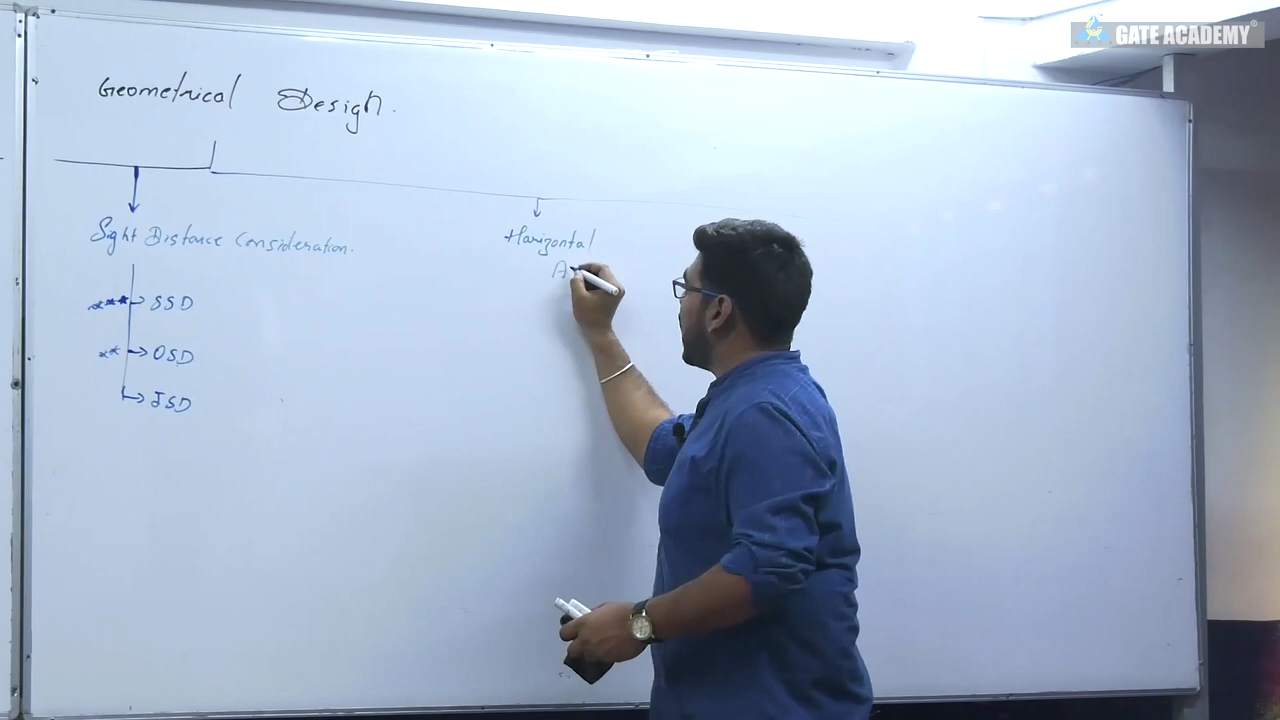 GATE ACADEMY®
Geometrical Design.
Sight Distance Consideration.
*** SSD
** OSD
ISD
Horizontal
A